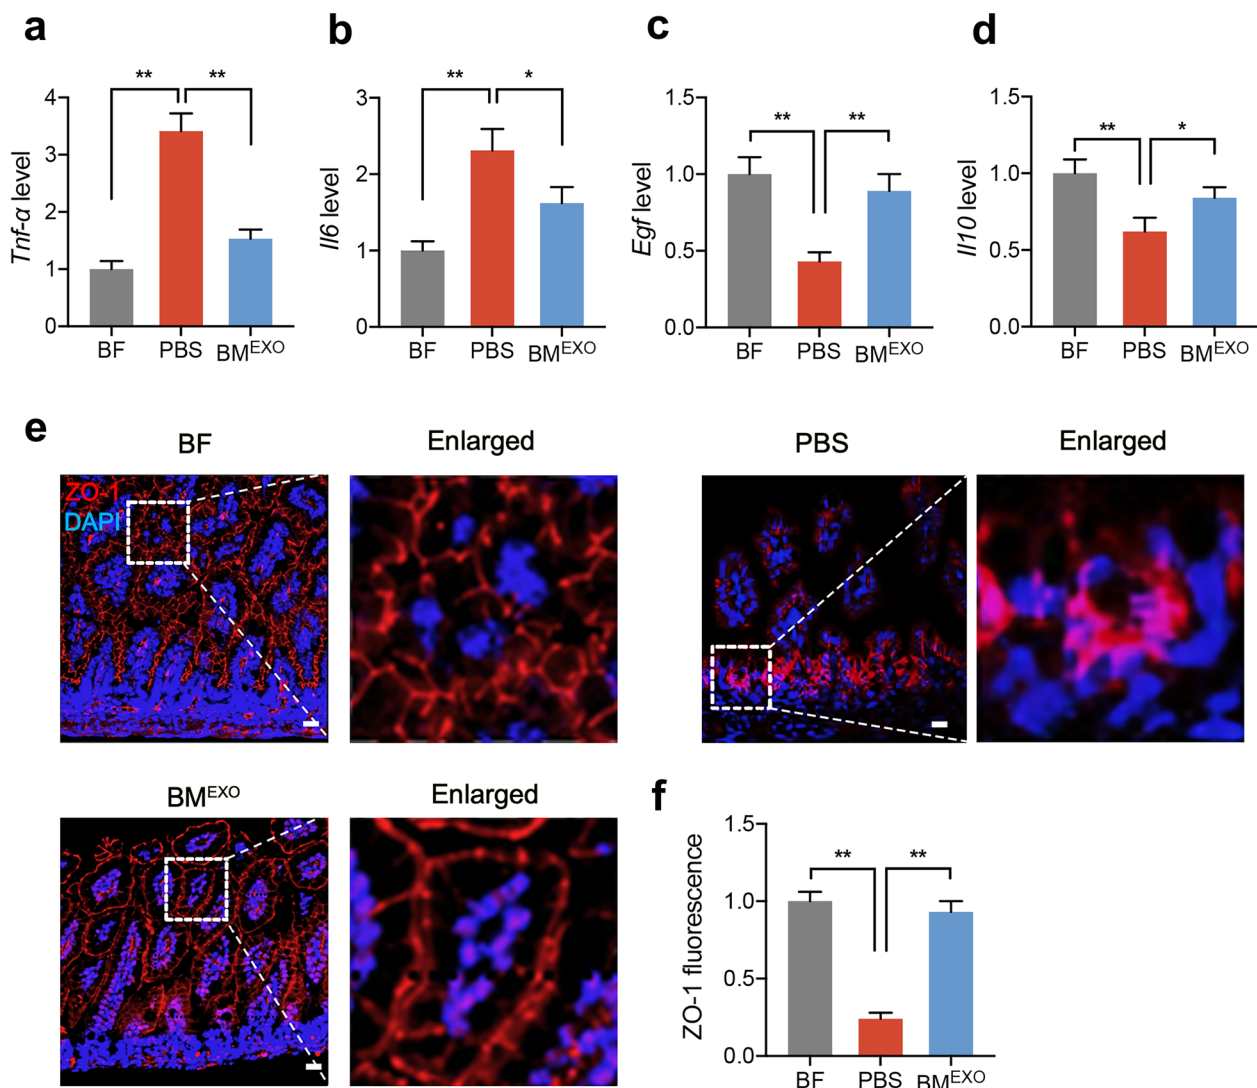 a
** **
Tnf-α level
4
3
2
1
0
BF PBS BM^EXO
b
** *
Il6 level
3
2
1
0
BF PBS BM^EXO
c
** **
Egf level
1.5
1.0
0.5
0.0
BF PBS BM^EXO
d
** *
Il10 level
1.5
1.0
0.5
0.0
BF PBS BM^EXO
e
BF Enlarged PBS Enlarged
ZO-1
DAPI
BM^EXO Enlarged
f
** **
ZO-1 fluorescence
1.5
1.0
0.5
0.0
BF PBS BM^EXO